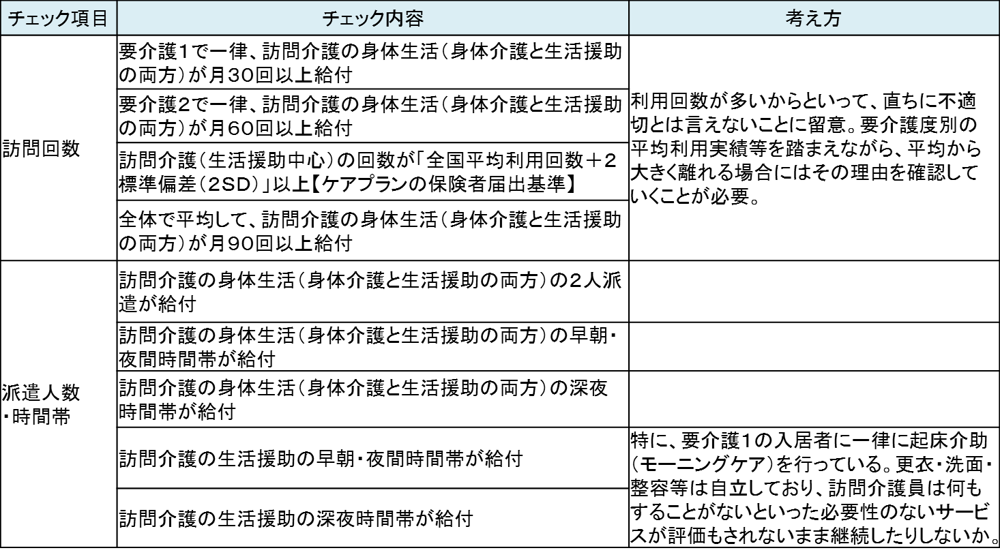 チェック項目
チェック内容
考え方
訪問回数
要介護１で一律、訪問介護の身体生活（身体介護と生活援助
の両方）が月３０回以上給付
要介護２で一律、訪問介護の身体生活（身体介護と生活援助
の両方）が月６０回以上給付
訪問介護（生活援助中心）の回数が「全国平均利用回数＋２
標準偏差（２ＳＤ）」以上【ケアプランの保険者届出基準】
全体で平均して、訪問介護の身体生活（身体介護と生活援助
の両方）が月９０回以上給付
利用回数が多いからといって、直ちに不適
切とは言えないことに留意。要介護度別の
平均利用実績等を踏まえながら、平均から
大きく離れる場合にはその理由を確認して
いくことが必要。
派遣人数
・時間帯
訪問介護の身体生活（身体介護と生活援助の両方）の２人派
遣が給付
訪問介護の身体生活（身体介護と生活援助の両方）の早朝・
夜間時間帯が給付
訪問介護の身体生活（身体介護と生活援助の両方）の深夜
時間帯が給付
訪問介護の生活援助の早朝・夜間時間帯が給付
訪問介護の生活援助の深夜時間帯が給付
特に、要介護１の入居者に一律に起床介助
（モーニングケア）を行っている。更衣・洗面・
整容等は自立しており、訪問介護員は何も
することがないといった必要性のないサービ
スが評価もされないまま継続したりしないか。